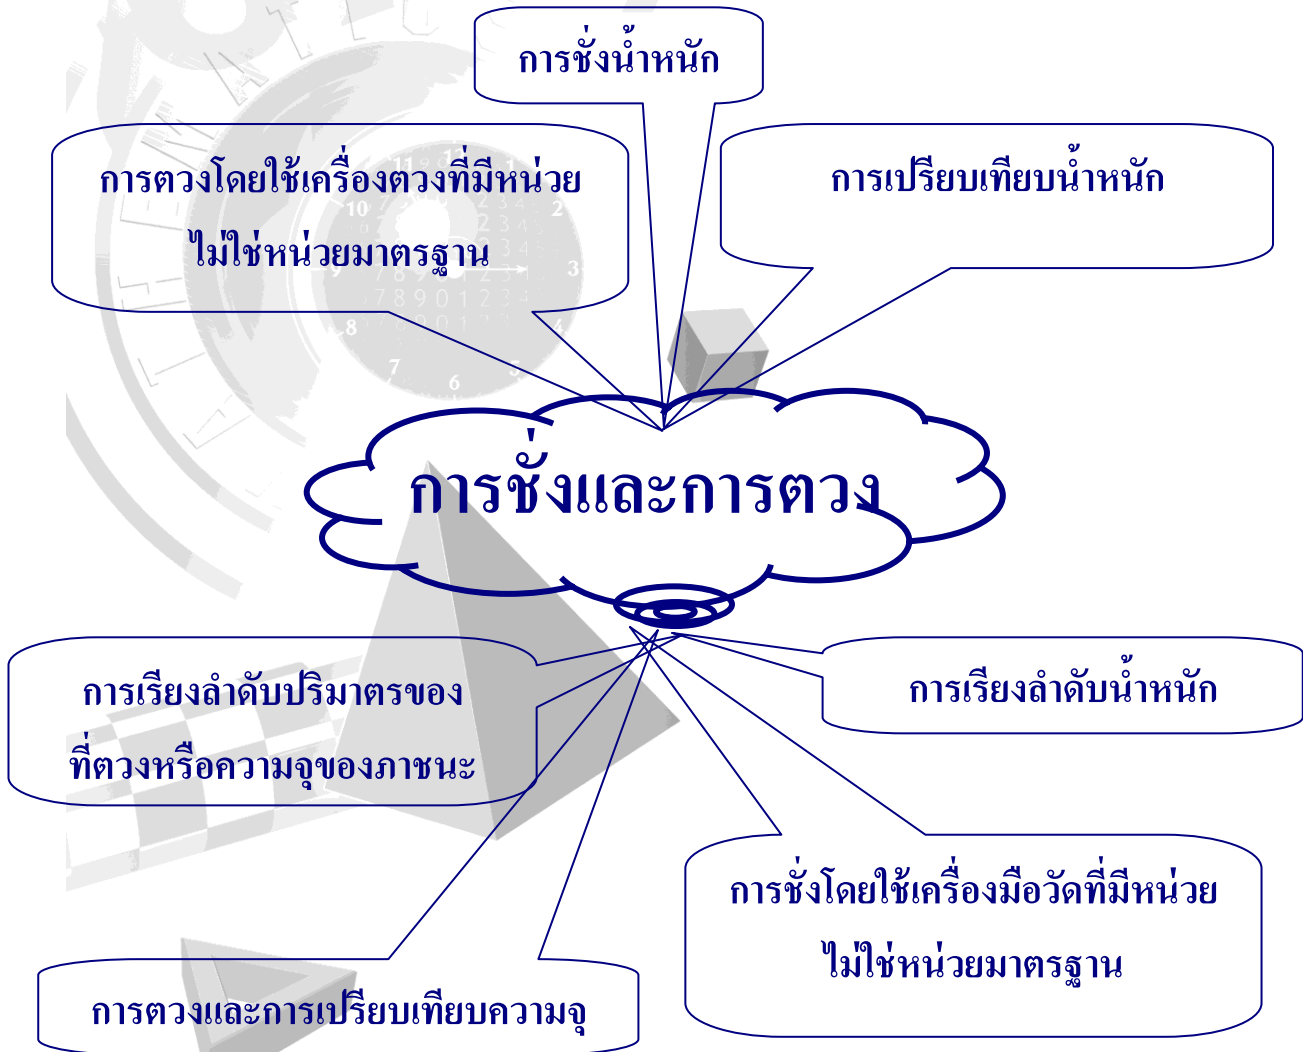 การชั่งน้ำหนัก
การตวงโดยใช้เครื่องตวงที่มีหน่วย
ไม่ใช่หน่วยมาตรฐาน
การเปรียบเทียบน้ำหนัก
การชั่งและการตวง
การเรียงลำดับปริมาตรของ
ที่ตวงหรือความจุของภาชนะ
การเรียงลำดับน้ำหนัก
การชั่งโดยใช้เครื่องมือวัดที่มีหน่วย
ไม่ใช่หน่วยมาตรฐาน
การตวงและการเปรียบเทียบความจุ